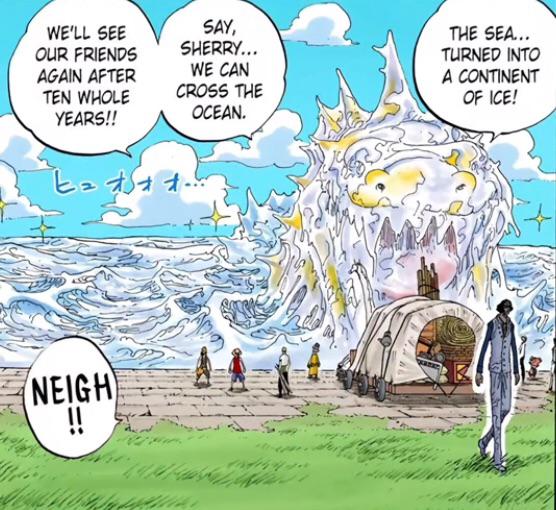 THE SEA...
TURNED INTO
A CONTINENT
OF ICE!
SAY,
SHERRY...
WE CAN
CROSS THE
OCEAN.
WE'LL SEE
OUR FRIENDS
AGAIN AFTER
TEN WHOLE
YEARS!!
ヒュオオオ...
NEIGH
!!